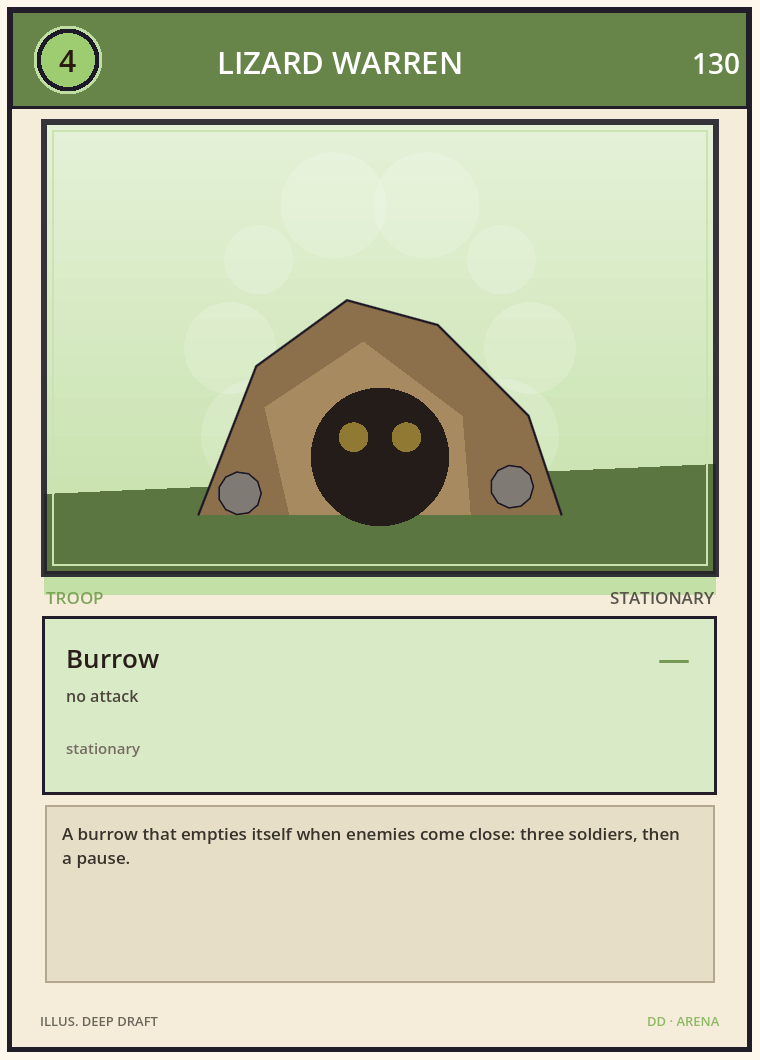 4
LIZARD WARREN
130
TROOP
STATIONARY
Burrow
—
no attack
stationary
A burrow that empties itself when enemies come close: three soldiers, then
a pause.
ILLUS. DEEP DRAFT
DD · ARENA